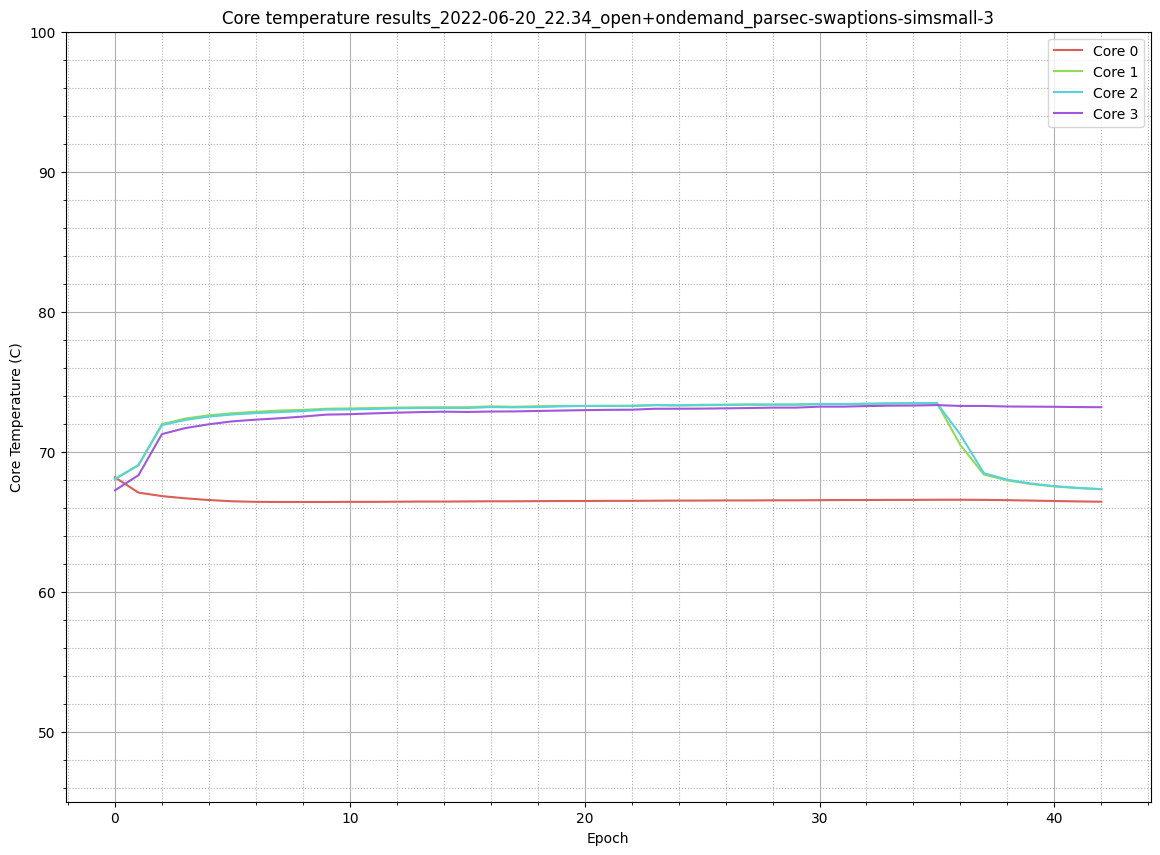 Core temperature results_2022-06-20_22.34_open+ondemand_parsec-swaptions-simsmall-3
Core 0
Core 1
Core 2
Core 3
100
90
80
70
60
50
Core Temperature (C)
0 10 20 30 40
Epoch